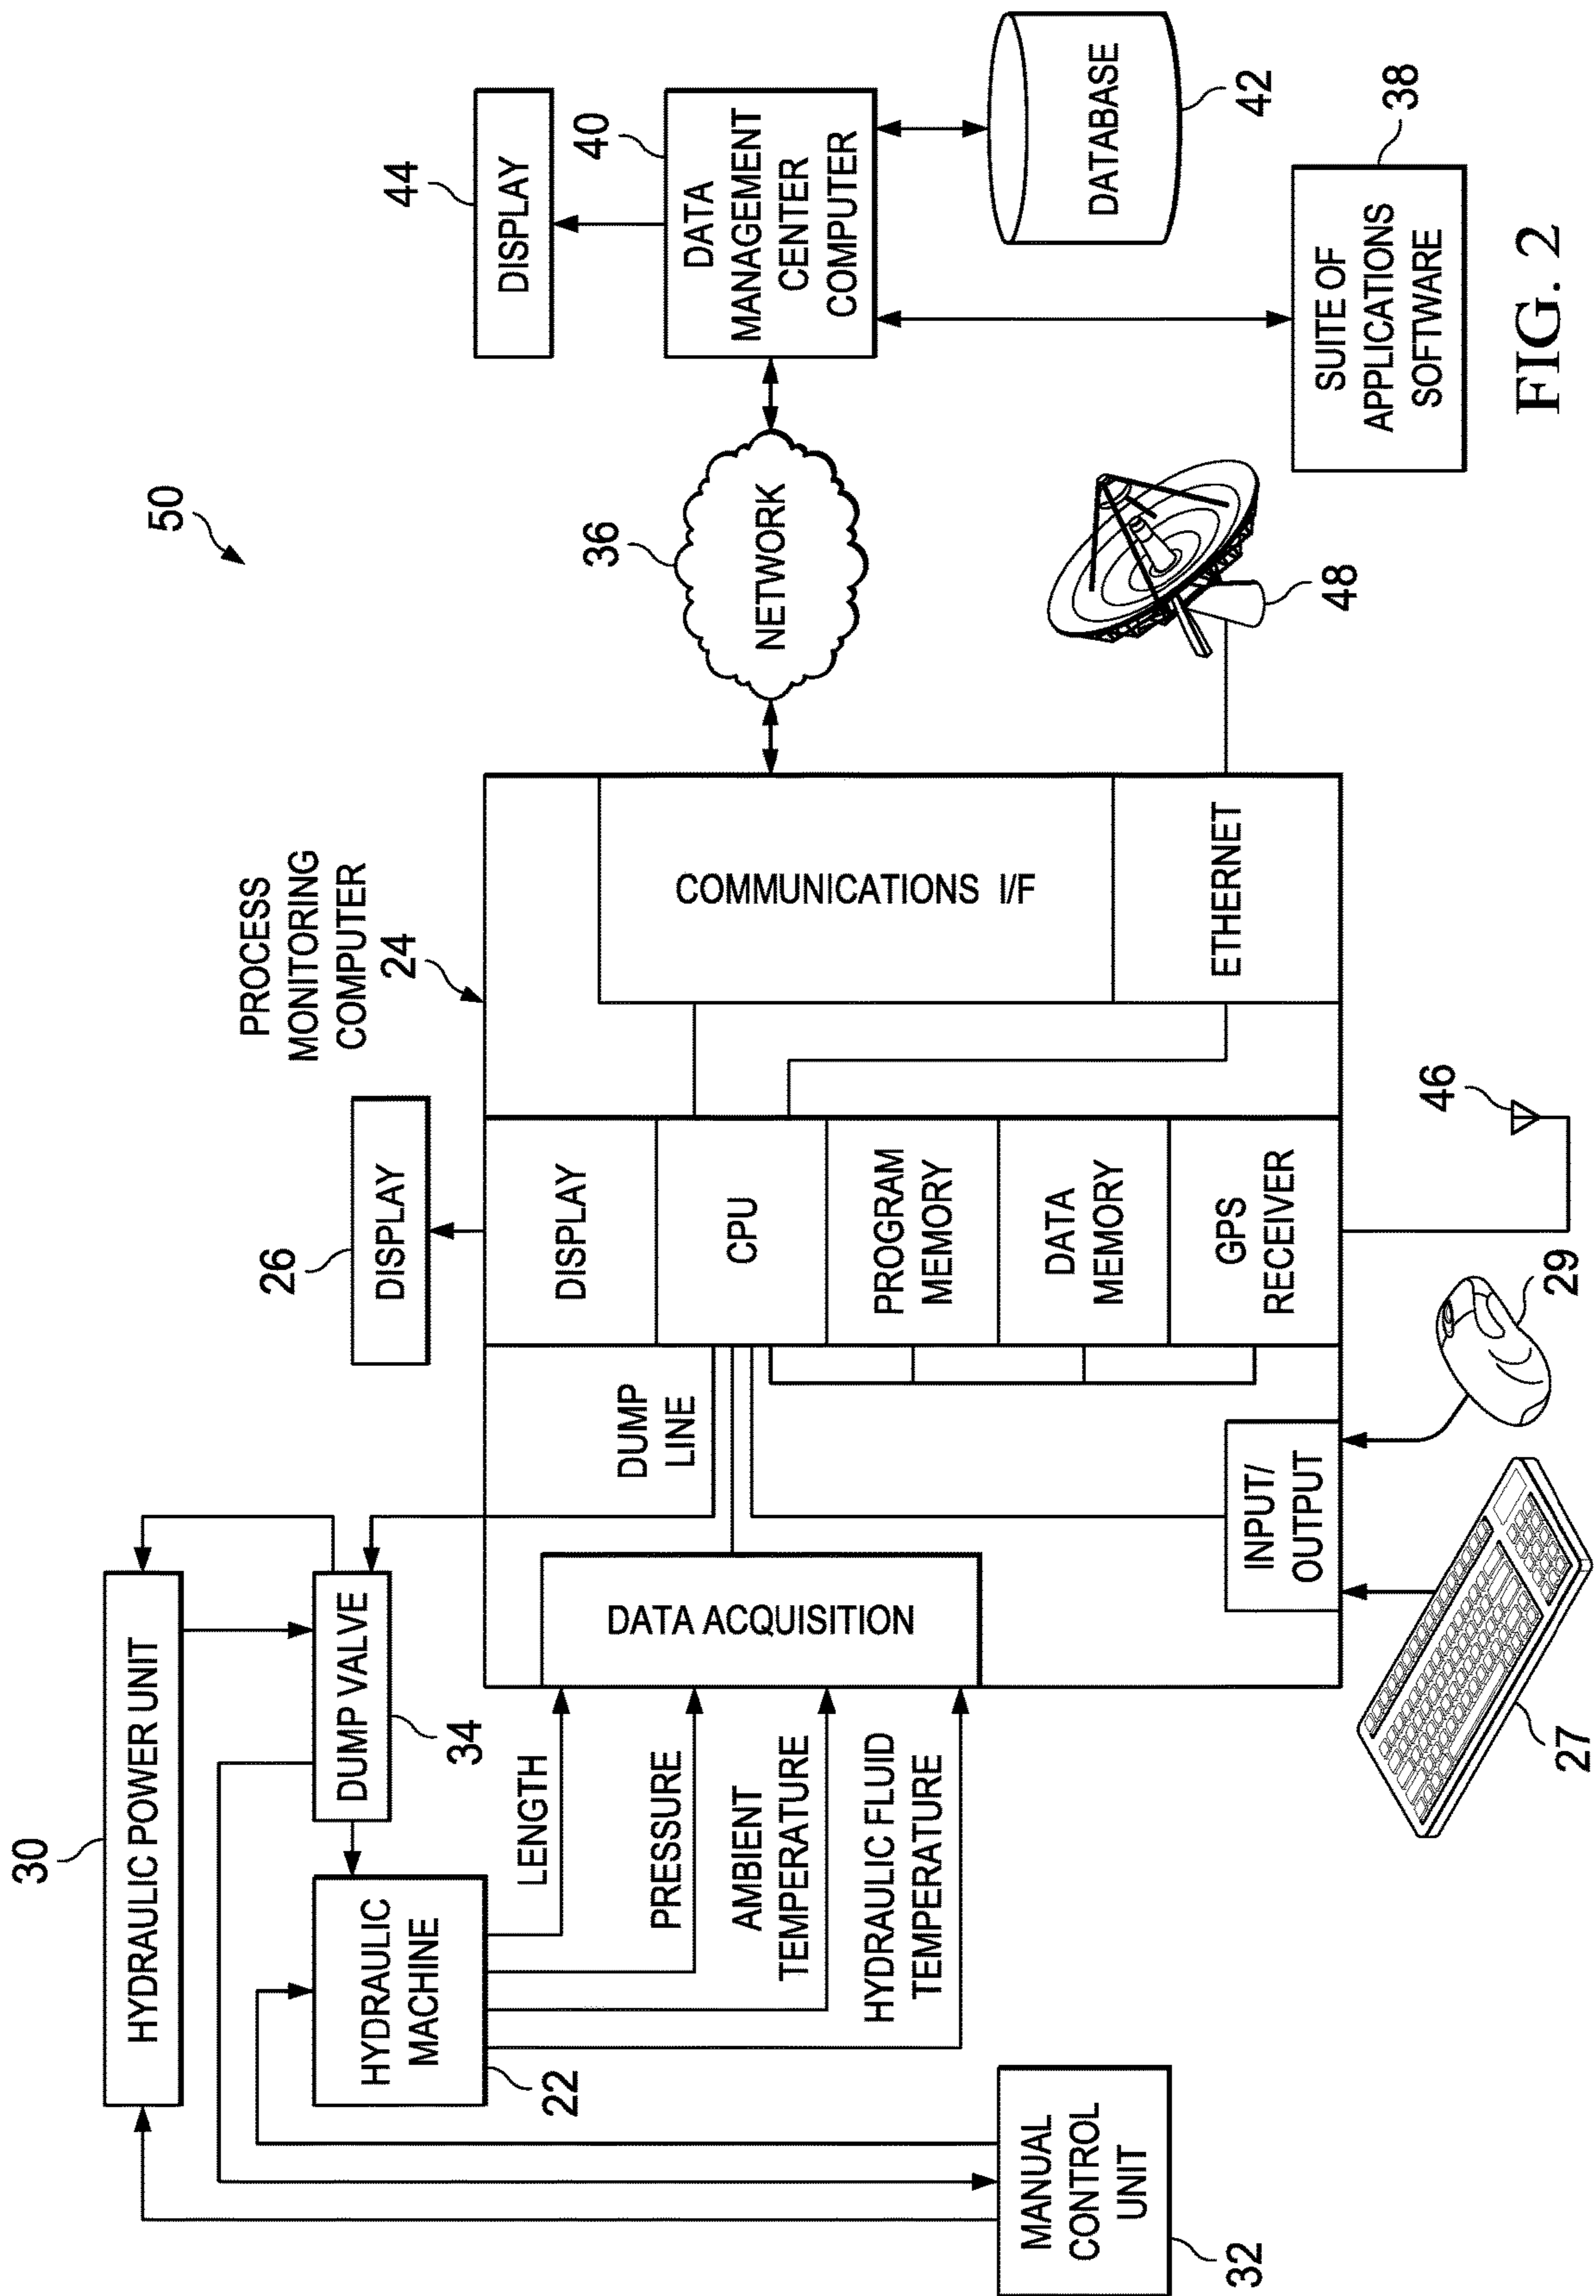 50
30
HYDRAULIC POWER UNIT
DUMP VALVE
34
HYDRAULIC
MACHINE
22
MANUAL
CONTROL
UNIT
32
LENGTH
PRESSURE
AMBIENT
TEMPERATURE
HYDRAULIC FLUID
TEMPERATURE
PROCESS
MONITORING
COMPUTER
24
26
DISPLAY
DATA ACQUISITION
DUMP
LINE
INPUT/
OUTPUT
DISPLAY
CPU
PROGRAM
MEMORY
DATA
MEMORY
GPS
RECEIVER
COMMUNICATIONS I/F
ETHERNET
27
29
46
48
36
NETWORK
44
DISPLAY
40
DATA
MANAGEMENT
CENTER
COMPUTER
DATABASE
42
SUITE OF
APPLICATIONS
SOFTWARE
38
FIG. 2